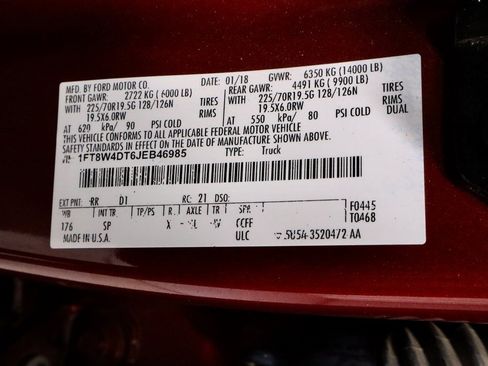 MFD. BY FORD MOTOR CO. DATE: 01/18 GVWR: 6350 KG (14000 LB)
FRONT GAWR: 2722 KG (6000 LB) REAR GAWR: 4491 KG (9900 LB)
WITH 225/70R19.5G 128/126N TIRES WITH 225/70R19.5G 128/126N TIRES
19.5X6.0RW RIMS 19.5X6.0RW RIMS
AT 620 kPa/ 90 PSI COLD AT 550 kPa/ 80 PSI COLD DUAL
THIS VEHICLE CONFORMS TO ALL APPLICABLE FEDERAL MOTOR VEHICLE
SAFETY STANDARDS IN EFFECT ON THE DATE OF MANUFACTURE SHOWN ABOVE.
1FT8W4DT6JEB46985 TYPE: Truck
EXT PNT: RR D1 RC: 21 DSO: F0445
WB INT TR TP/PS R AXLE TR SPR T0468
176 SP X CCFF
MADE IN U.S.A. ULC 3520472 AA